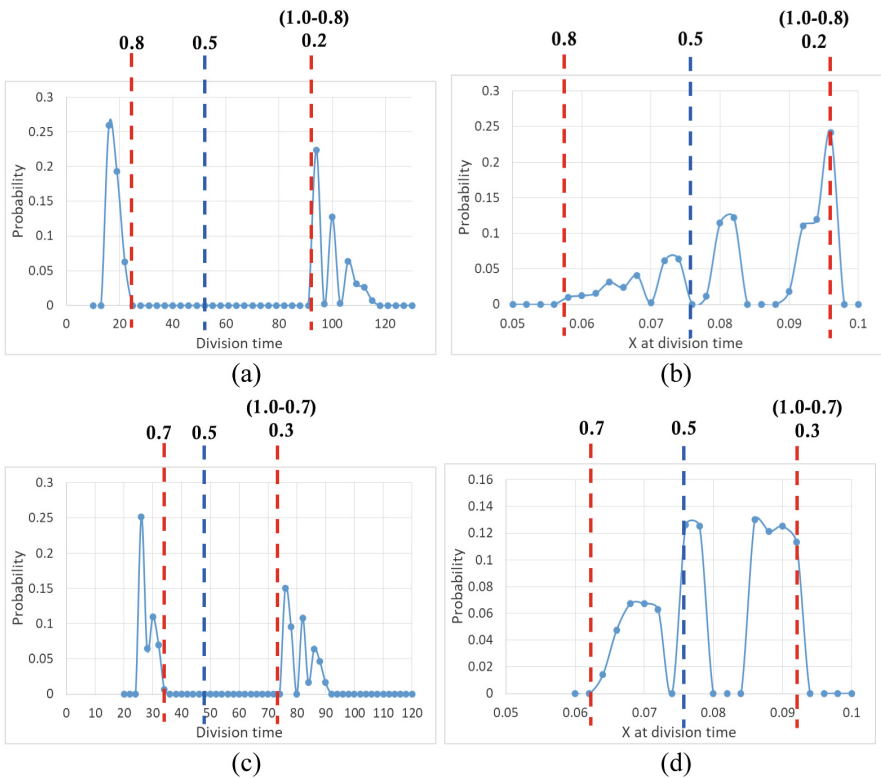 (1.0-0.8)
0.8 0.5 0.2
0.3
0.25
0.2
0.15
0.1
0.05
0
Probability
0 20 40 60 80 100 120
Division time
(a)
(1.0-0.8)
0.8 0.5 0.2
0.3
0.25
0.2
0.15
0.1
0.05
0
Probability
0.05 0.06 0.07 0.08 0.09 0.1
X at division time
(b)
(1.0-0.7)
0.7 0.5 0.3
0.3
0.25
0.2
0.15
0.1
0.05
0
Probability
0 10 20 30 40 50 60 70 80 90 100 110 120
Division time
(c)
(1.0-0.7)
0.7 0.5 0.3
0.16
0.14
0.12
0.1
0.08
0.06
0.04
0.02
0
Probability
0.05 0.06 0.07 0.08 0.09 0.1
X at division time
(d)